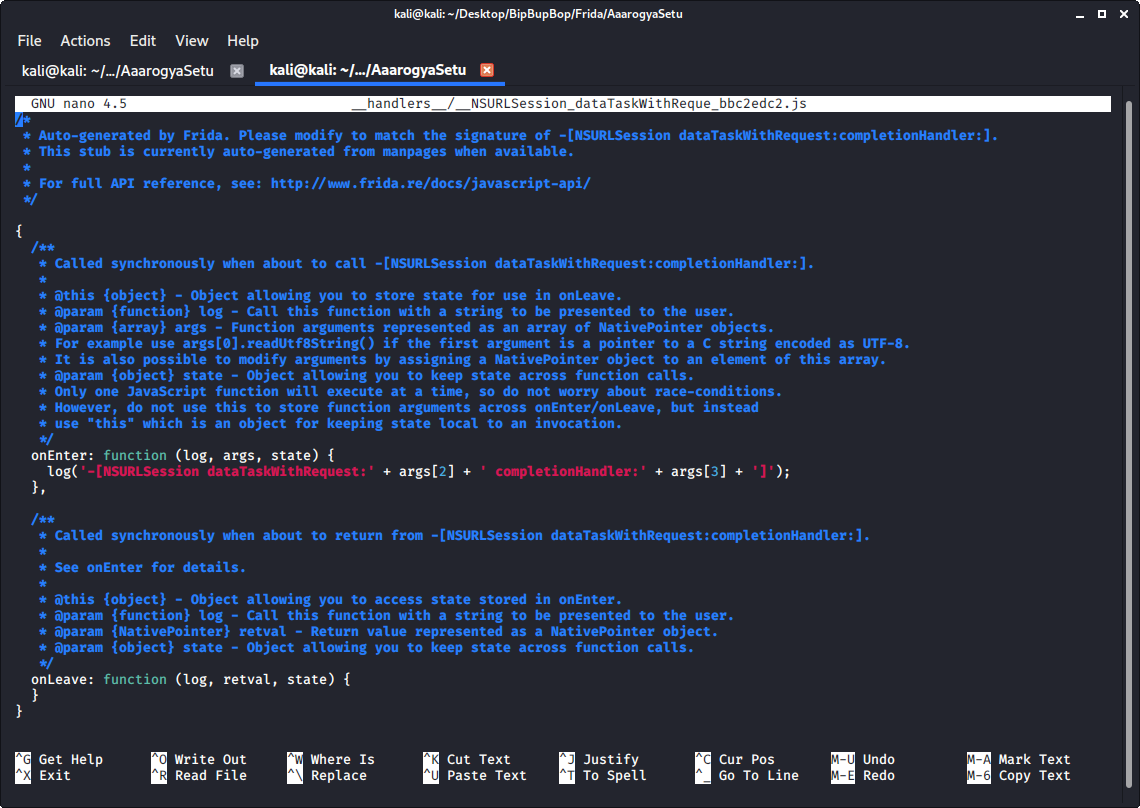 kali@kali: ~/Desktop/BipBupBop/Frida/AaarogyaSetu
File Actions Edit View Help
kali@kali: ~/.../AaarogyaSetu kali@kali: ~/.../AaarogyaSetu
GNU nano 4.5 __handlers__/__NSURLSession_dataTaskWithReque_bbc2edc2.js
/*
 * Auto-generated by Frida. Please modify to match the signature of -[NSURLSession dataTaskWithRequest:completionHandler:].
 * This stub is currently auto-generated from manpages when available.
 *
 * For full API reference, see: http://www.frida.re/docs/javascript-api/
 */
{
  /**
   * Called synchronously when about to call -[NSURLSession dataTaskWithRequest:completionHandler:].
   *
   * @this {object} - Object allowing you to store state for use in onLeave.
   * @param {function} log - Call this function with a string to be presented to the user.
   * @param {array} args - Function arguments represented as an array of NativePointer objects.
   * For example use args[0].readUtf8String() if the first argument is a pointer to a C string encoded as UTF-8.
   * It is also possible to modify arguments by assigning a NativePointer object to an element of this array.
   * @param {object} state - Object allowing you to keep state across function calls.
   * Only one JavaScript function will execute at a time, so do not worry about race-conditions.
   * However, do not use this to store function arguments across onEnter/onLeave, but instead
   * use "this" which is an object for keeping state local to an invocation.
   */
  onEnter: function (log, args, state) {
    log('-[NSURLSession dataTaskWithRequest:' + args[2] + ' completionHandler:' + args[3] + ']');
  },
  /**
   * Called synchronously when about to return from -[NSURLSession dataTaskWithRequest:completionHandler:].
   *
   * See onEnter for details.
   *
   * @this {object} - Object allowing you to access state stored in onEnter.
   * @param {function} log - Call this function with a string to be presented to the user.
   * @param {NativePointer} retval - Return value represented as a NativePointer object.
   * @param {object} state - Object allowing you to keep state across function calls.
   */
  onLeave: function (log, retval, state) {
  }
}
^G Get Help ^O Write Out ^W Where Is ^K Cut Text ^J Justify ^C Cur Pos M-U Undo M-A Mark Text
^X Exit ^R Read File ^\ Replace ^U Paste Text ^T To Spell ^_ Go To Line M-E Redo M-6 Copy Text